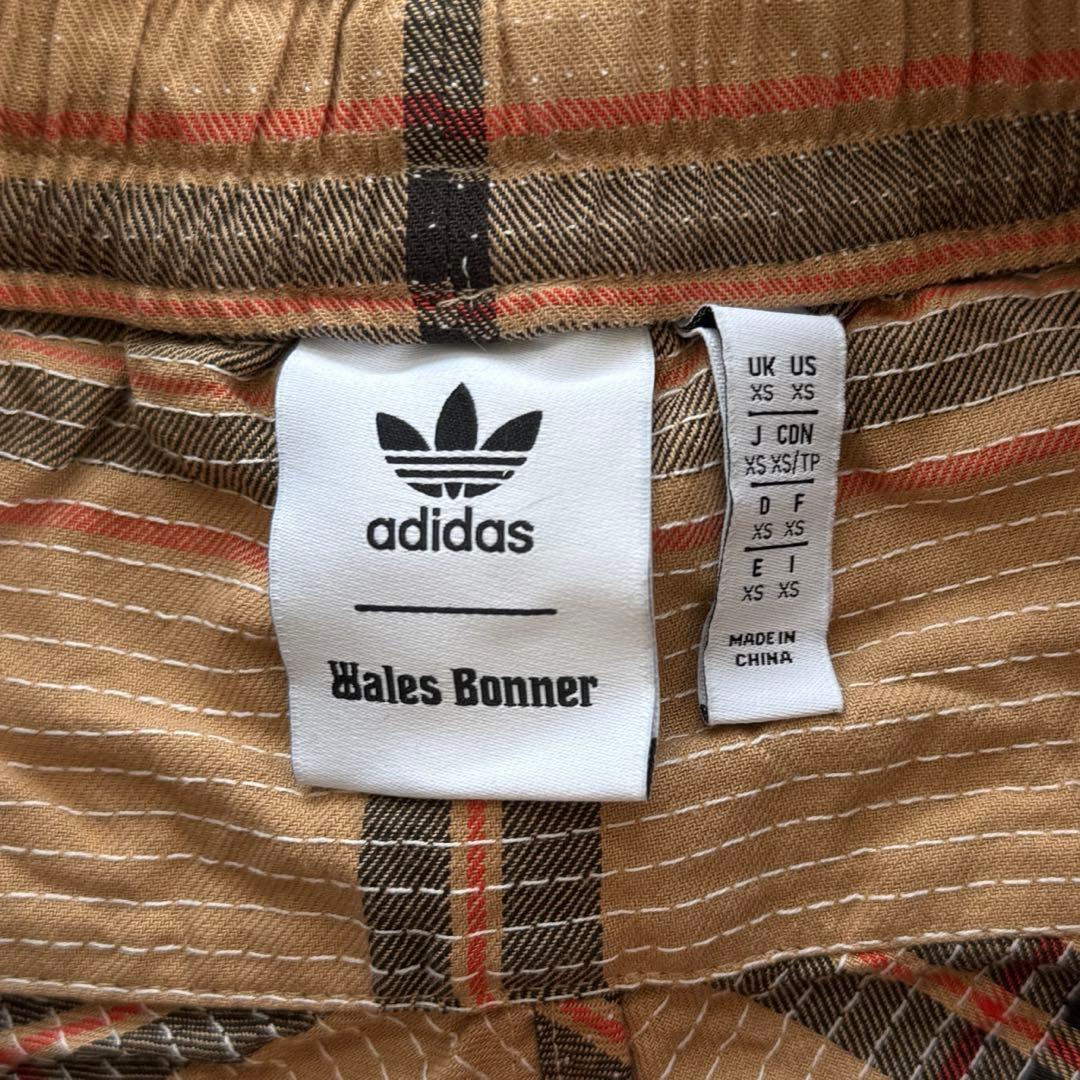 adidas
Wales Bonner
UK US
XS XS
J CDN
XS XS/TP
D F
XS XS
E I
XS XS
MADE IN
CHINA